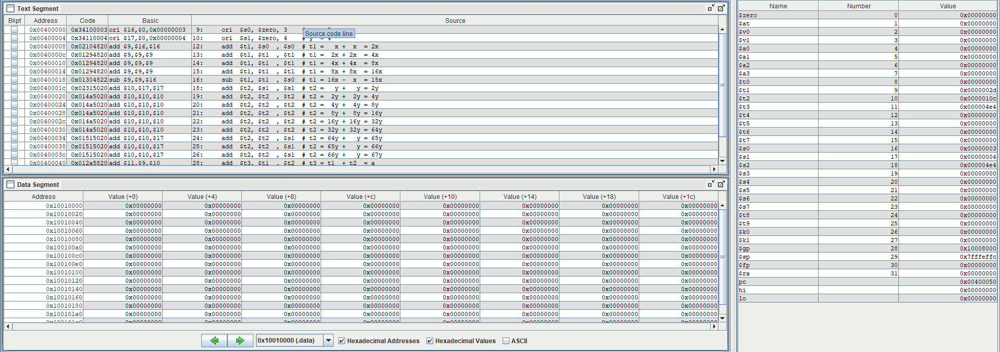 Text Segment
Bkpt Address Code Basic Source
0x00400000 0x34100003 ori $16,$0,0x00000003 9: ori $s0, $zero, 3
Source code line
0x00400004 0x34110004 ori $17,$0,0x00000004 10: ori $s1, $zero, 4 # y = 4
0x00400008 0x02104820 add $9,$16,$16 12: add $t1, $s0 , $s0 # t1 = x + x = 2x
0x0040000c 0x01294820 add $9,$9,$9 13: add $t1, $t1 , $t1 # t1 = 2x + 2x = 4x
0x00400010 0x01294820 add $9,$9,$9 14: add $t1, $t1 , $t1 # t1 = 4x + 4x = 8x
0x00400014 0x01294820 add $9,$9,$9 15: add $t1, $t1 , $t1 # t1 = 8x + 8x = 16x
0x00400018 0x01304822 sub $9,$9,$16 16: sub $t1, $t1 , $s0 # t1 = 16x - x = 15x
0x0040001c 0x02315020 add $10,$17,$17 18: add $t2, $s1 , $s1 # t2 = y + y = 2y
0x00400020 0x014a5020 add $10,$10,$10 19: add $t2, $t2 , $t2 # t2 = 2y + 2y = 4y
0x00400024 0x014a5020 add $10,$10,$10 20: add $t2, $t2 , $t2 # t2 = 4y + 4y = 8y
0x00400028 0x014a5020 add $10,$10,$10 21: add $t2, $t2 , $t2 # t2 = 8y + 8y = 16y
0x0040002c 0x014a5020 add $10,$10,$10 22: add $t2, $t2 , $t2 # t2 = 16y + 16y = 32y
0x00400030 0x014a5020 add $10,$10,$10 23: add $t2, $t2 , $t2 # t2 = 32y + 32y = 64y
0x00400034 0x01515020 add $10,$10,$17 24: add $t2, $t2 , $s1 # t2 = 64y + y = 65y
0x00400038 0x01515020 add $10,$10,$17 25: add $t2, $t2 , $s1 # t2 = 65y + y = 66y
0x0040003c 0x01515020 add $10,$10,$17 26: add $t2, $t2 , $s1 # t2 = 66y + y = 67y
0x00400040 0x012a5820 add $11,$9,$10 28: add $t3, $t1 , $t2 # t3 = t1 + t2 = a
Data Segment
Address Value (+0) Value (+4) Value (+8) Value (+c) Value (+10) Value (+14) Value (+18) Value (+1c)
0x10010000 0x00000000 0x00000000 0x00000000 0x00000000 0x00000000 0x00000000 0x00000000 0x00000000
0x10010020 0x00000000 0x00000000 0x00000000 0x00000000 0x00000000 0x00000000 0x00000000 0x00000000
0x10010040 0x00000000 0x00000000 0x00000000 0x00000000 0x00000000 0x00000000 0x00000000 0x00000000
0x10010060 0x00000000 0x00000000 0x00000000 0x00000000 0x00000000 0x00000000 0x00000000 0x00000000
0x10010080 0x00000000 0x00000000 0x00000000 0x00000000 0x00000000 0x00000000 0x00000000 0x00000000
0x100100a0 0x00000000 0x00000000 0x00000000 0x00000000 0x00000000 0x00000000 0x00000000 0x00000000
0x100100c0 0x00000000 0x00000000 0x00000000 0x00000000 0x00000000 0x00000000 0x00000000 0x00000000
0x100100e0 0x00000000 0x00000000 0x00000000 0x00000000 0x00000000 0x00000000 0x00000000 0x00000000
0x10010100 0x00000000 0x00000000 0x00000000 0x00000000 0x00000000 0x00000000 0x00000000 0x00000000
0x10010120 0x00000000 0x00000000 0x00000000 0x00000000 0x00000000 0x00000000 0x00000000 0x00000000
0x10010140 0x00000000 0x00000000 0x00000000 0x00000000 0x00000000 0x00000000 0x00000000 0x00000000
0x10010160 0x00000000 0x00000000 0x00000000 0x00000000 0x00000000 0x00000000 0x00000000 0x00000000
0x10010180 0x00000000 0x00000000 0x00000000 0x00000000 0x00000000 0x00000000 0x00000000 0x00000000
0x100101a0 0x00000000 0x00000000 0x00000000 0x00000000 0x00000000 0x00000000 0x00000000 0x00000000
0x10010000 (.data) Hexadecimal Addresses Hexadecimal Values ASCII
Name Number Value
$zero 0 0x00000000
$at 1 0x00000000
$v0 2 0x00000000
$v1 3 0x00000000
$a0 4 0x00000000
$a1 5 0x00000000
$a2 6 0x00000000
$a3 7 0x00000000
$t0 8 0x00000000
$t1 9 0x0000002d
$t2 10 0x0000010c
$t3 11 0x000004e4
$t4 12 0x00000000
$t5 13 0x00000000
$t6 14 0x00000000
$t7 15 0x00000000
$s0 16 0x00000003
$s1 17 0x00000004
$s2 18 0x000004e4
$s3 19 0x00000000
$s4 20 0x00000000
$s5 21 0x00000000
$s6 22 0x00000000
$s7 23 0x00000000
$t8 24 0x00000000
$t9 25 0x00000000
$k0 26 0x00000000
$k1 27 0x00000000
$gp 28 0x10008000
$sp 29 0x7fffeffc
$fp 30 0x00000000
$ra 31 0x00000000
pc 0x00400050
hi 0x00000000
lo 0x00000000